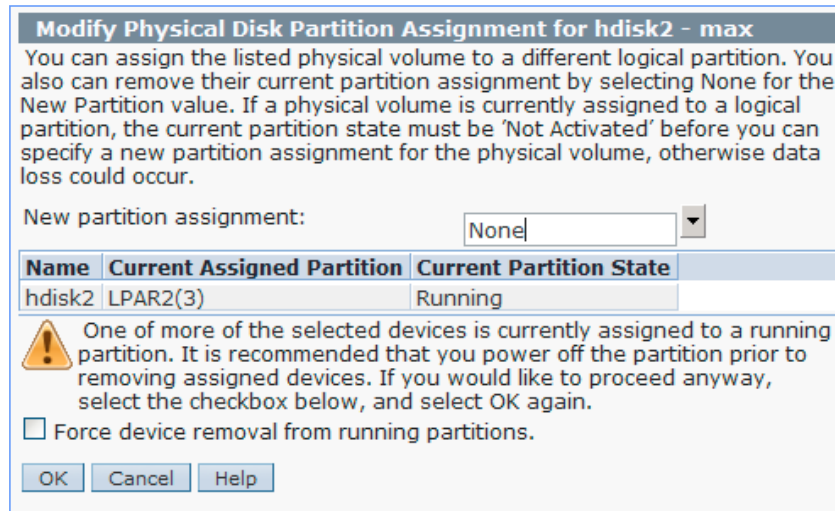 Modify Physical Disk Partition Assignment for hdisk2 - max
You can assign the listed physical volume to a different logical partition. You
also can remove their current partition assignment by selecting None for the
New Partition value. If a physical volume is currently assigned to a logical
partition, the current partition state must be 'Not Activated' before you can
specify a new partition assignment for the physical volume, otherwise data
loss could occur.
New partition assignment: None
Name Current Assigned Partition Current Partition State
hdisk2 LPAR2(3) Running
One of more of the selected devices is currently assigned to a running
partition. It is recommended that you power off the partition prior to
removing assigned devices. If you would like to proceed anyway,
select the checkbox below, and select OK again.
Force device removal from running partitions.
OK Cancel Help